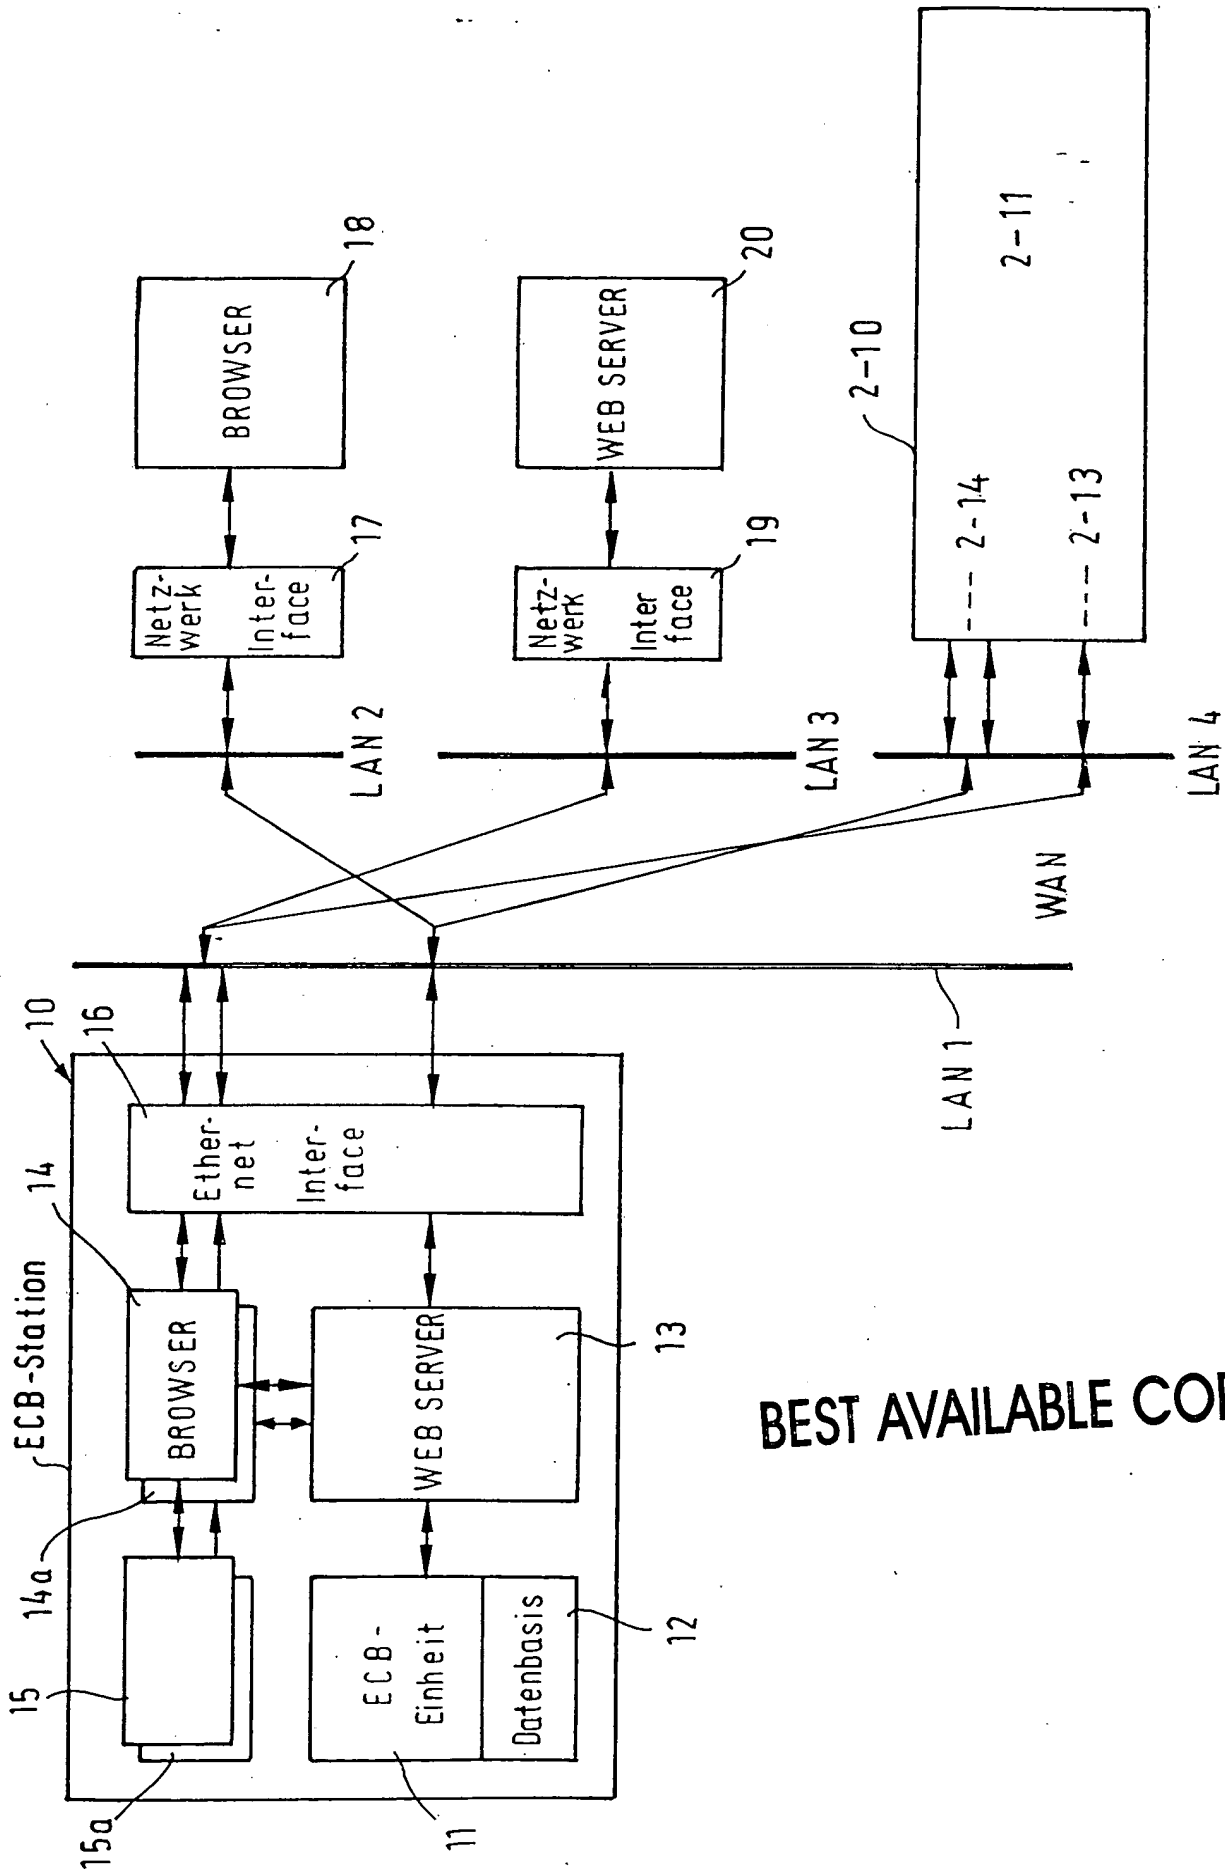 ECB-Station
10
15
14a
14
15a
BROWSER
16
Ether-
net
Inter-
face
WEB SERVER
13
ECB-
Einheit
11
Datenbasis
12
LAN 1
WAN
LAN 2
Netz-
werk
Inter-
face
17
BROWSER
18
LAN 3
Netz-
werk
Inter
face
19
WEB SERVER
20
LAN 4
2-10
---- 2-14
---- 2-13
2-11
BEST AVAILABLE